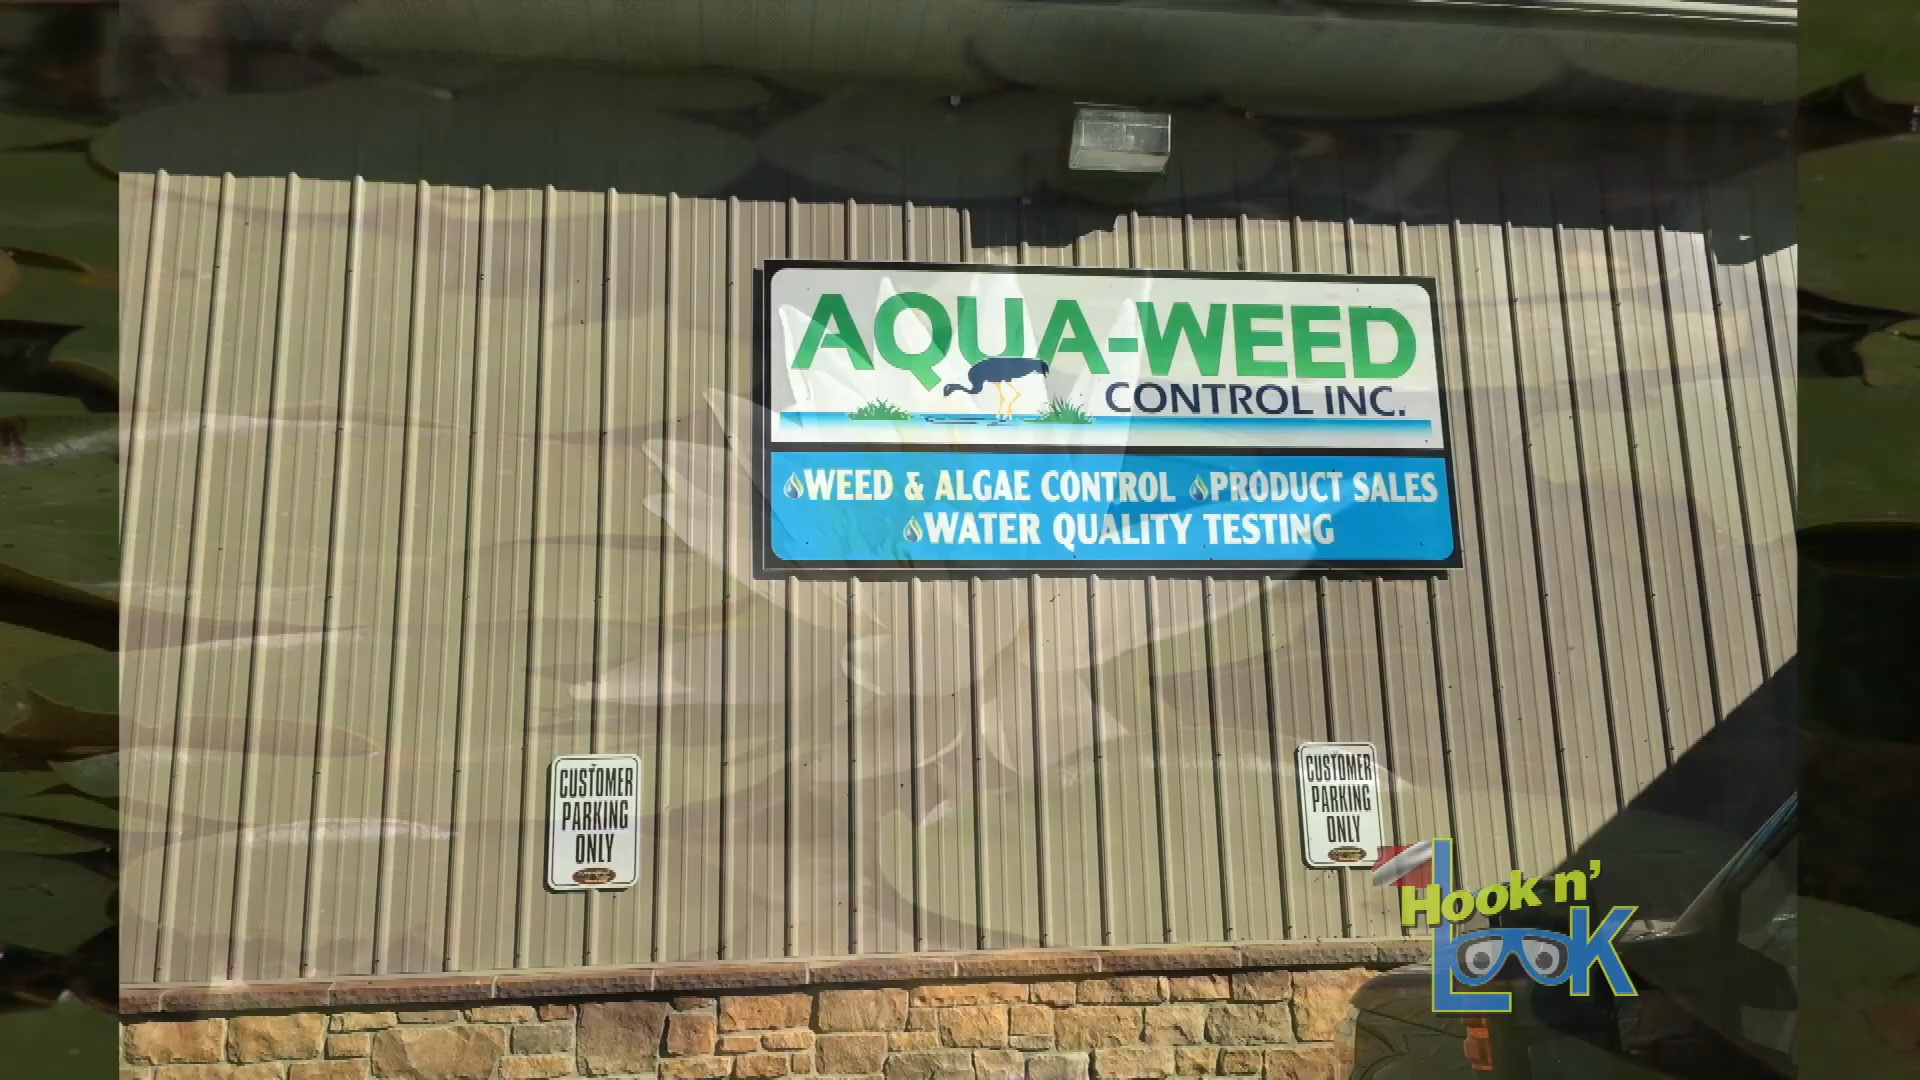 AQUA-WEED
CONTROL INC.
WEED & ALGAE CONTROL PRODUCT SALES
WATER QUALITY TESTING
CUSTOMER
PARKING
ONLY
CUSTOMER
PARKING
ONLY
Hook n'
LOOK